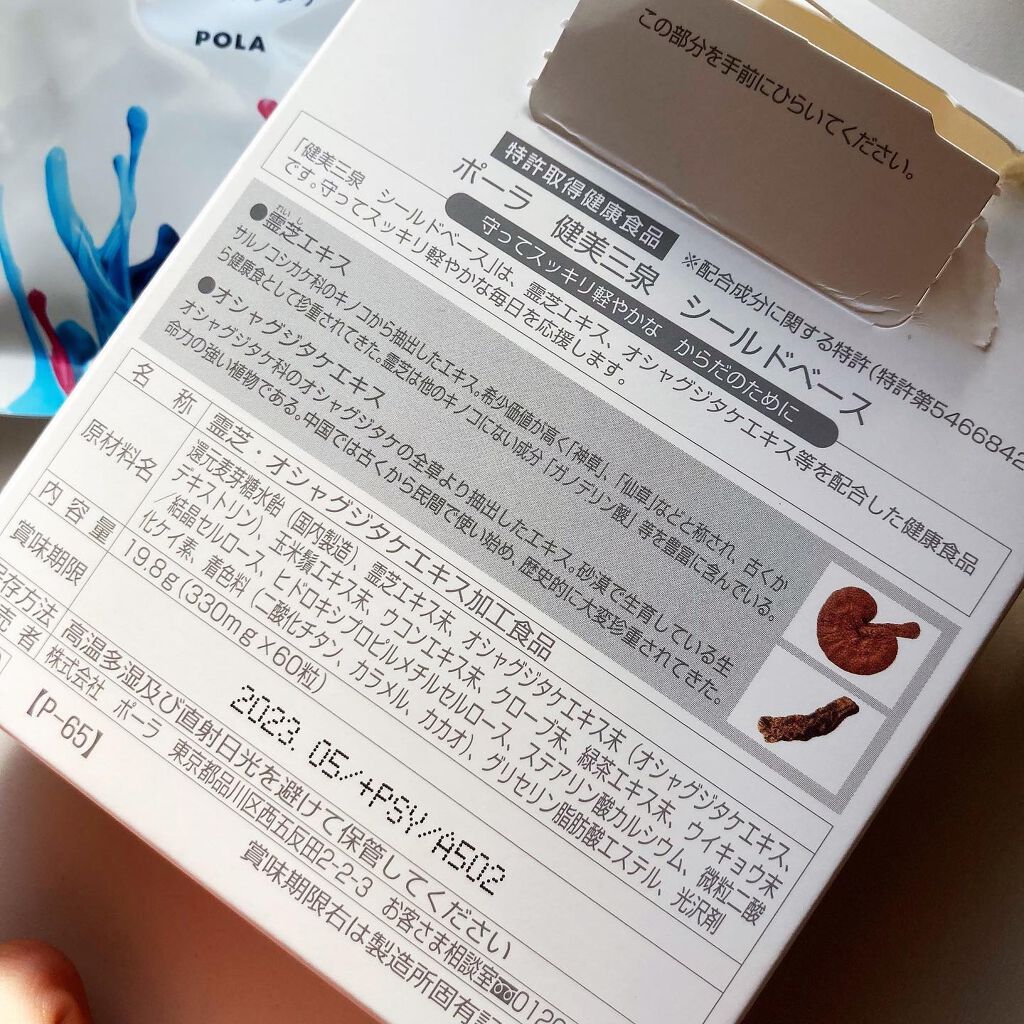 POLA
この部分を手前にひらいてください。
特許取得健康食品
※配合成分に関する特許(特許第5466842
ポーラ 健美三泉 シールドベース
守ってスッキリ軽やかな からだのために
「健美三泉 シールドベース」は、霊芝エキス、オシャグジタケエキス等を配合した健康食品
です。守ってスッキリ軽やかな毎日を応援します。
●霊芝エキス
れいし
サルノコシカケ科のキノコから抽出したエキス。希少価値が高く「神草」、「仙草」などと称され、古くか
ら健康食として珍重されてきた。霊芝は他のキノコにない成分「ガノデリン酸」等を豊富に含んでいる。
●オシャグジタケエキス
オシャグジタケ科のオシャグジタケの全草より抽出したエキス。砂漠で生育している生
命力の強い植物である。中国では古くから民間で使い始め、歴史的に大変珍重されてきた。
名称 霊芝・オシャグジタケエキス加工食品
原材料名 還元麦芽糖水飴(国内製造)、霊芝エキス末、オシャグジタケエキス末(オシャグジタケエキス、
デキストリン)、玉米鬚エキス末、ウコンエキス末、クローブ末、緑茶エキス末、ウイキョウ末
/結晶セルロース、ヒドロキシプロピルメチルセルロース、ステアリン酸カルシウム、微粒二酸
化ケイ素、着色料(二酸化チタン、カラメル、カカオ)、グリセリン脂肪酸エステル、光沢剤
内容量 19.8g(330mg×60粒)
賞味期限 2023.05/+PSY/A502
存方法 高温多湿及び直射日光を避けて保管してください
売者 株式会社 ポーラ 東京都品川区西五反田2-2-3 お客さま相談室 0120
【P-65】
賞味期限右は製造所固有記